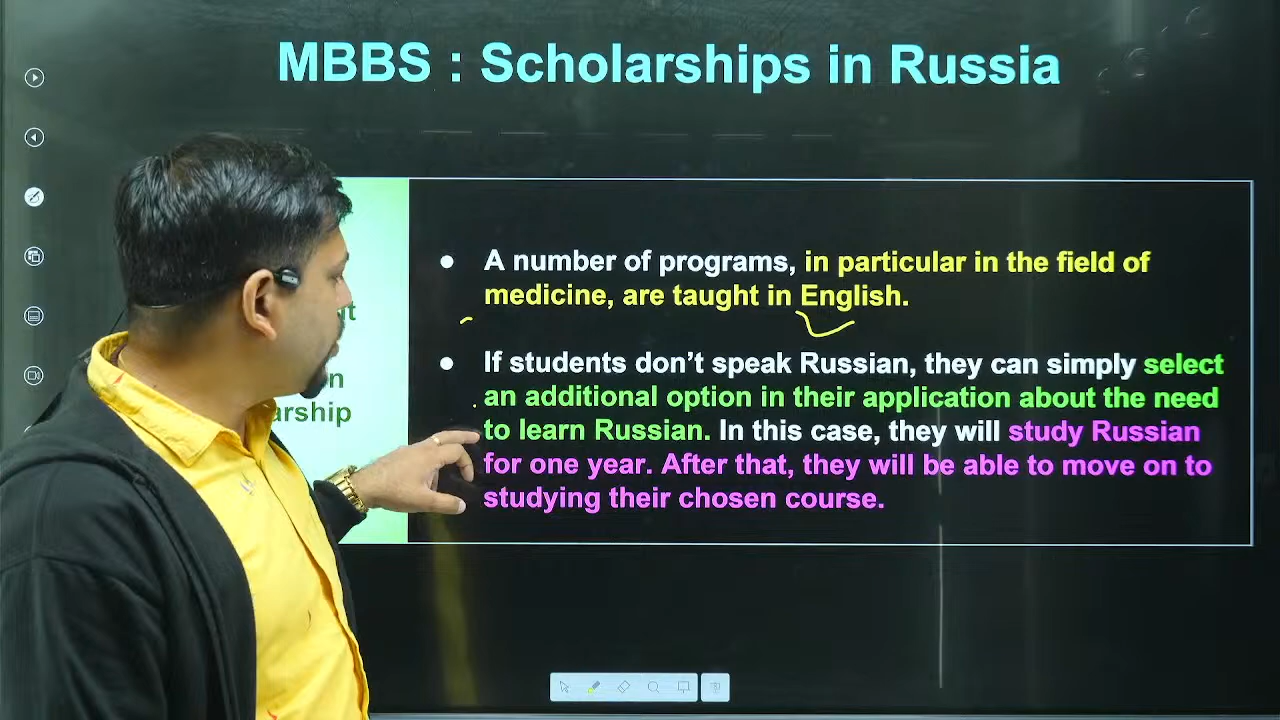 MBBS : Scholarships in Russia
arship
● A number of programs, in particular in the field of
medicine, are taught in English.
● If students don’t speak Russian, they can simply select
an additional option in their application about the need
to learn Russian. In this case, they will study Russian
for one year. After that, they will be able to move on to
studying their chosen course.